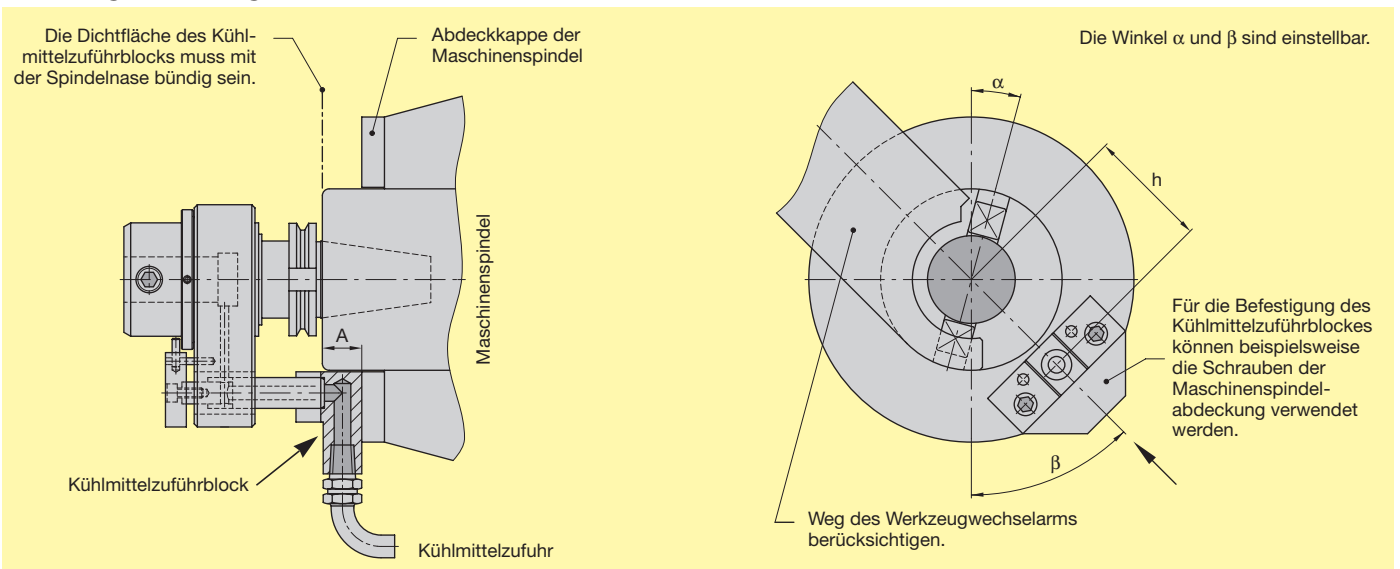 Die Dichtfläche des Kühl-
mittelzuführblocks muss mit
der Spindelnase bündig sein.
Abdeckkappe der
Maschinenspindel
Maschinenspindel
A
Kühlmittelzuführblock
Kühlmittelzufuhr
Die Winkel α und β sind einstellbar.
α
h
Für die Befestigung des
Kühlmittelzuführblockes
können beispielsweise
die Schrauben der
Maschinenspindel-
abdeckung verwendet
werden.
β
Weg des Werkzeugwechselarms
berücksichtigen.